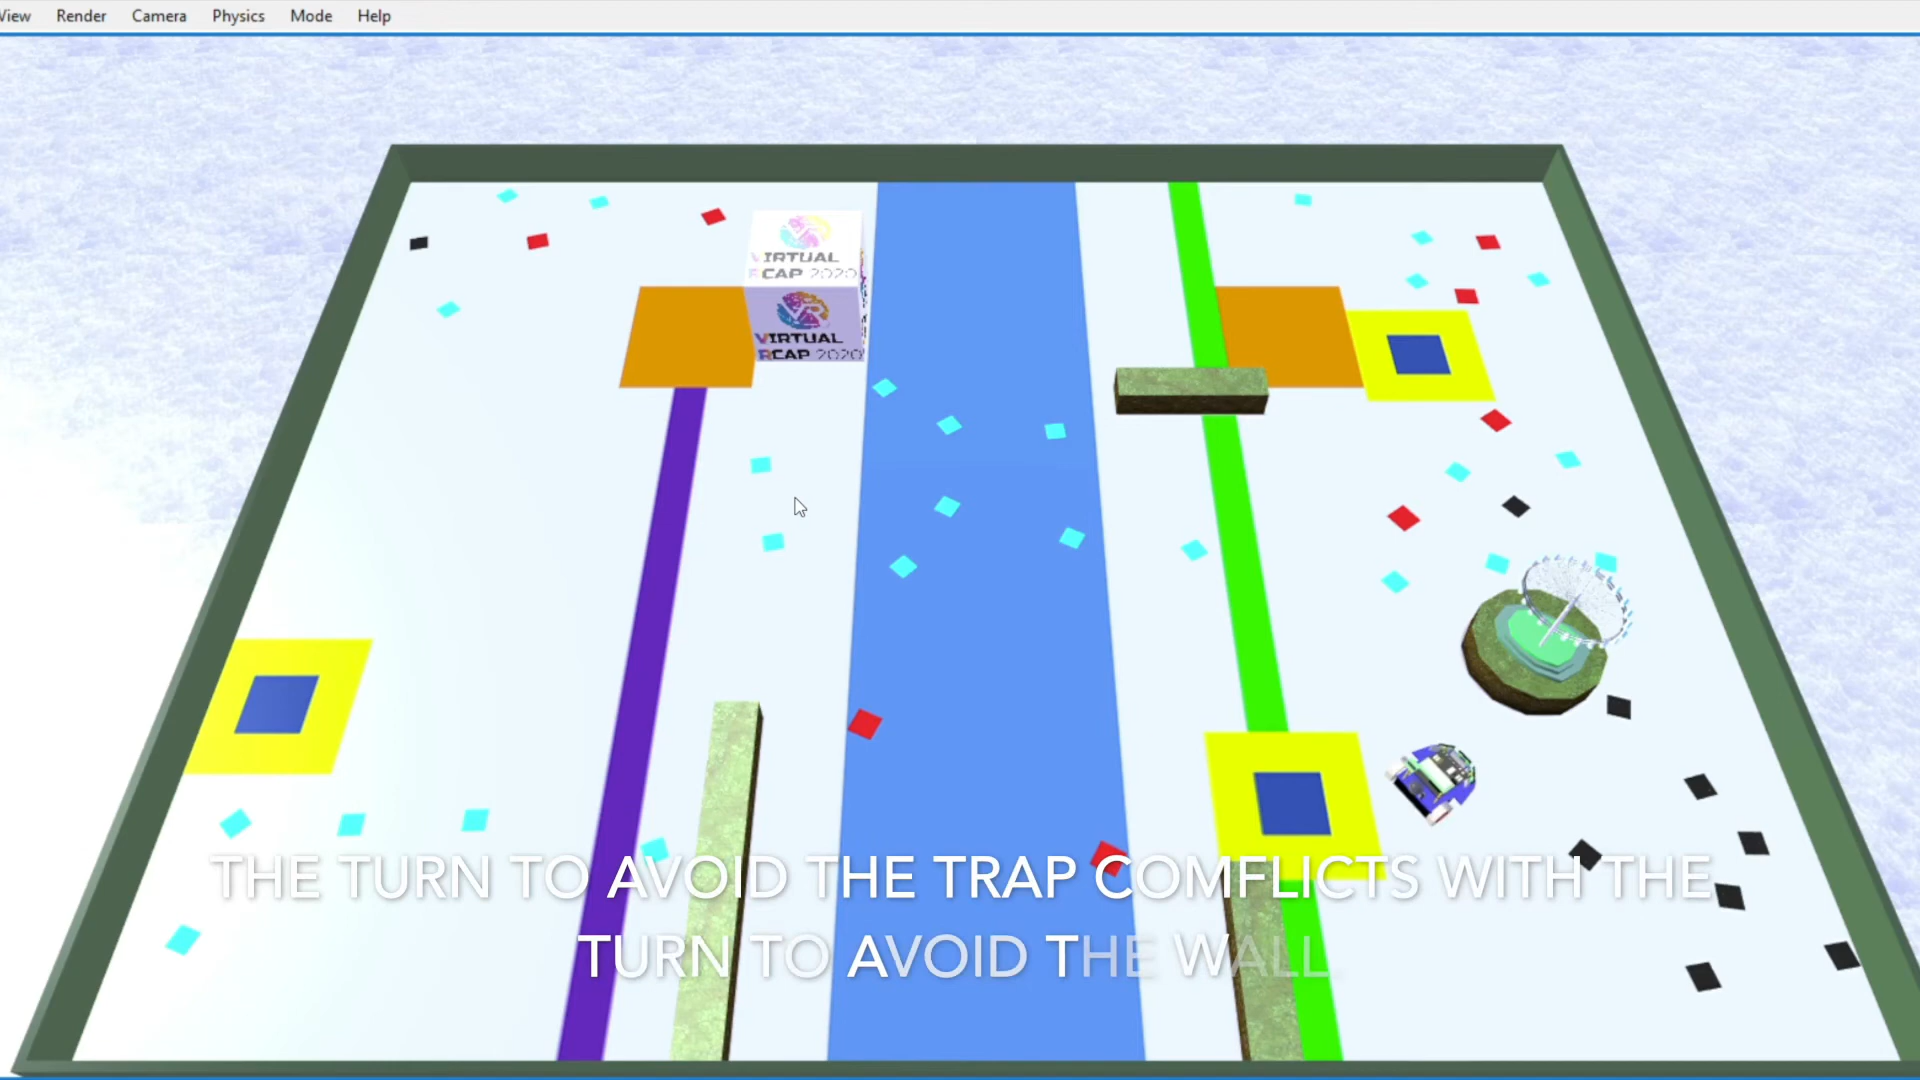 View Render Camera Physics Mode Help
VIRTUAL
RCAP 2020
VIRTUAL
RCAP 2020
THE TURN TO AVOID THE TRAP COMFLICTS WITH THE
TURN TO AVOID THE WALL